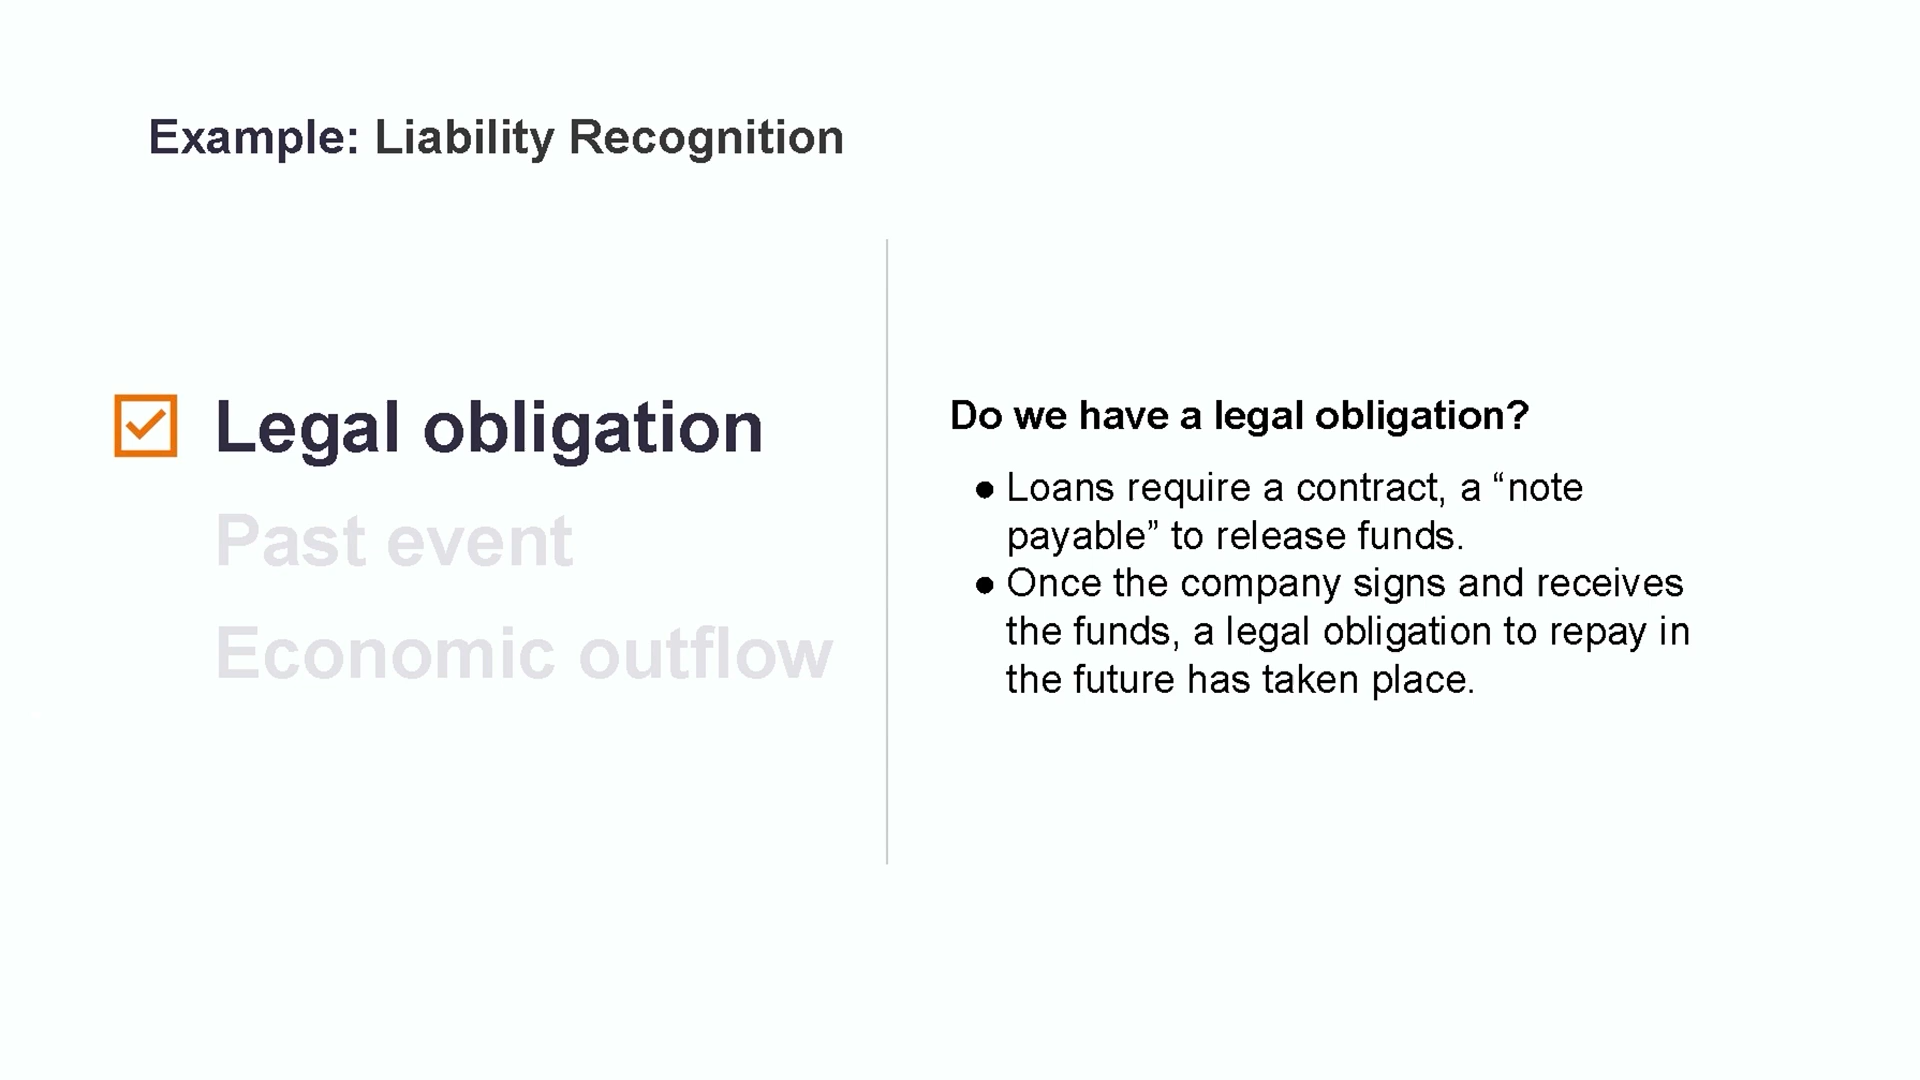 Example: Liability Recognition
Legal obligation
Past event
Economic outflow
Do we have a legal obligation?
● Loans require a contract, a “note
payable” to release funds.
● Once the company signs and receives
the funds, a legal obligation to repay in
the future has taken place.